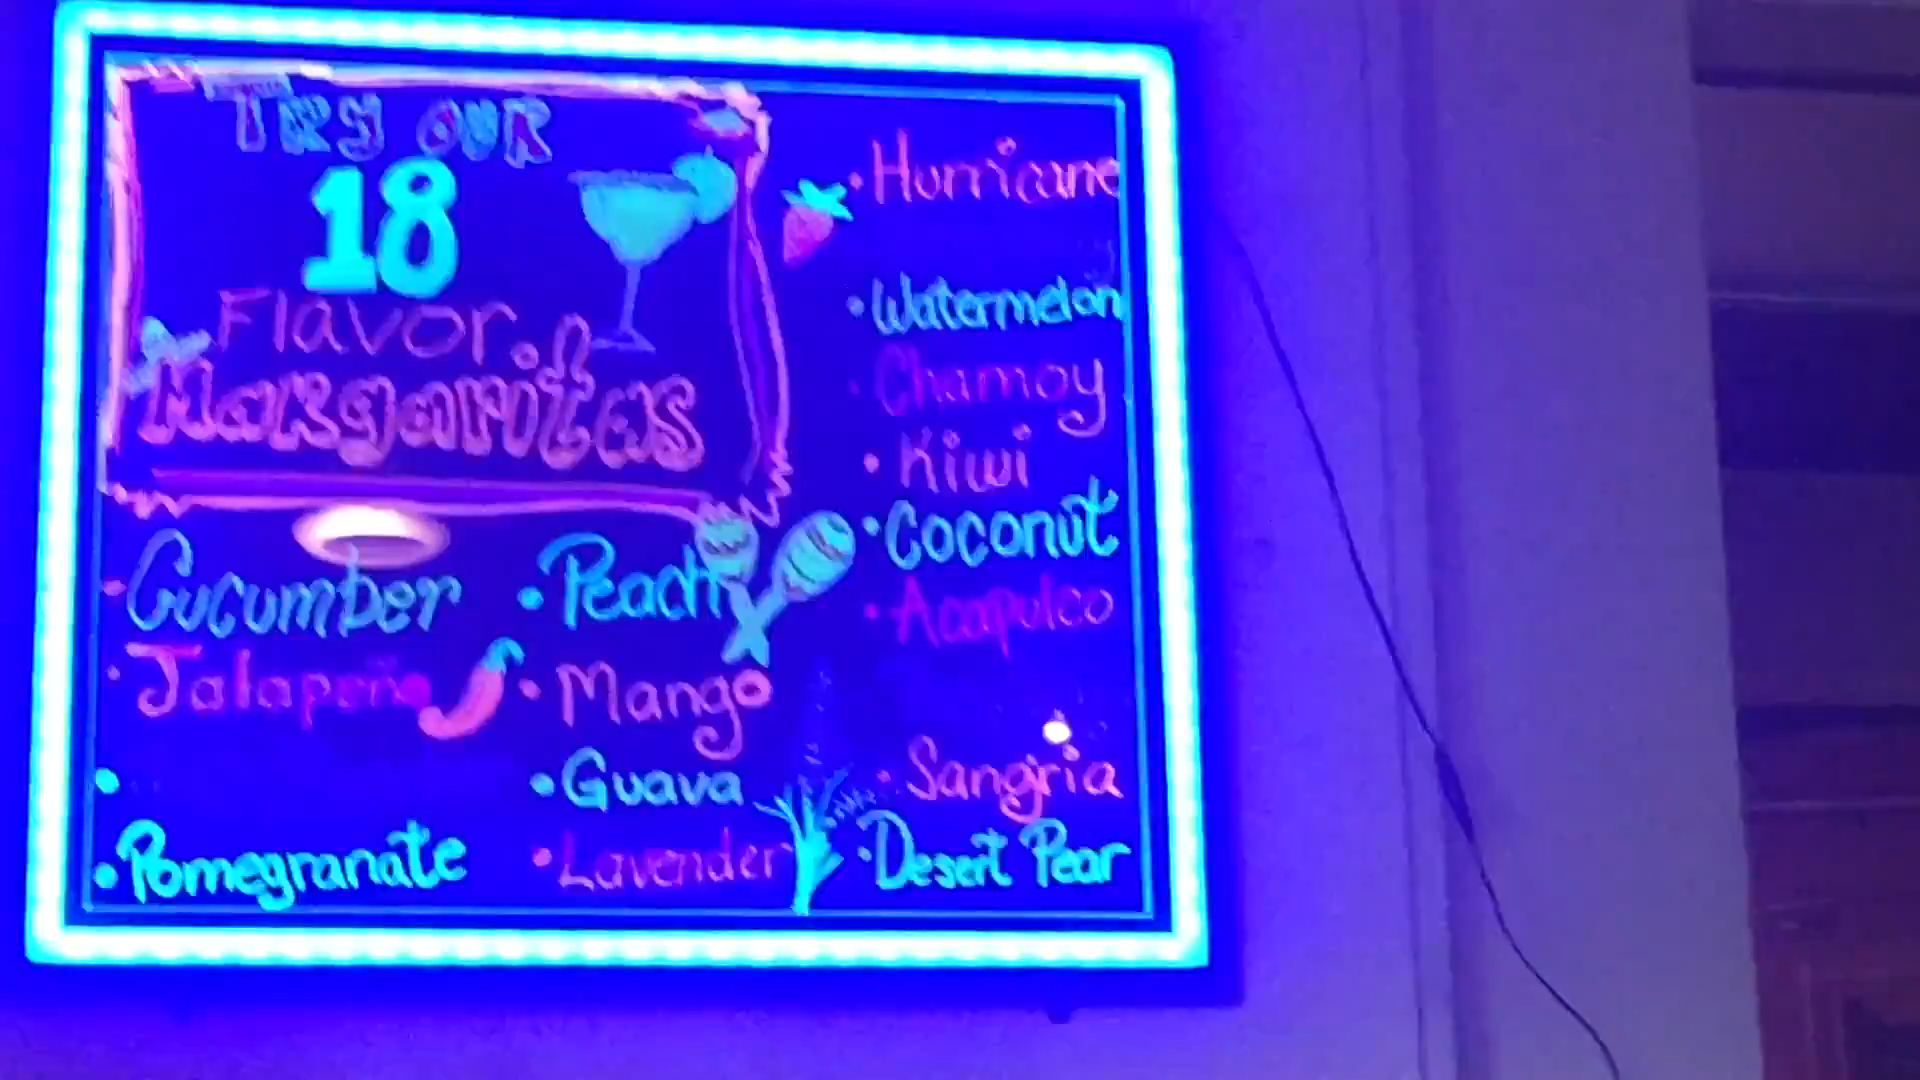 TRY OUR
18
Flavor
Margaritas
• Cucumber
• Jalapeño
• Pomegranate
• Peach
• Mango
• Guava
• Lavender
• Hurricane
• Watermelon
• Chamoy
• Kiwi
• Coconut
• Acapulco
• Sangria
• Desert Pear